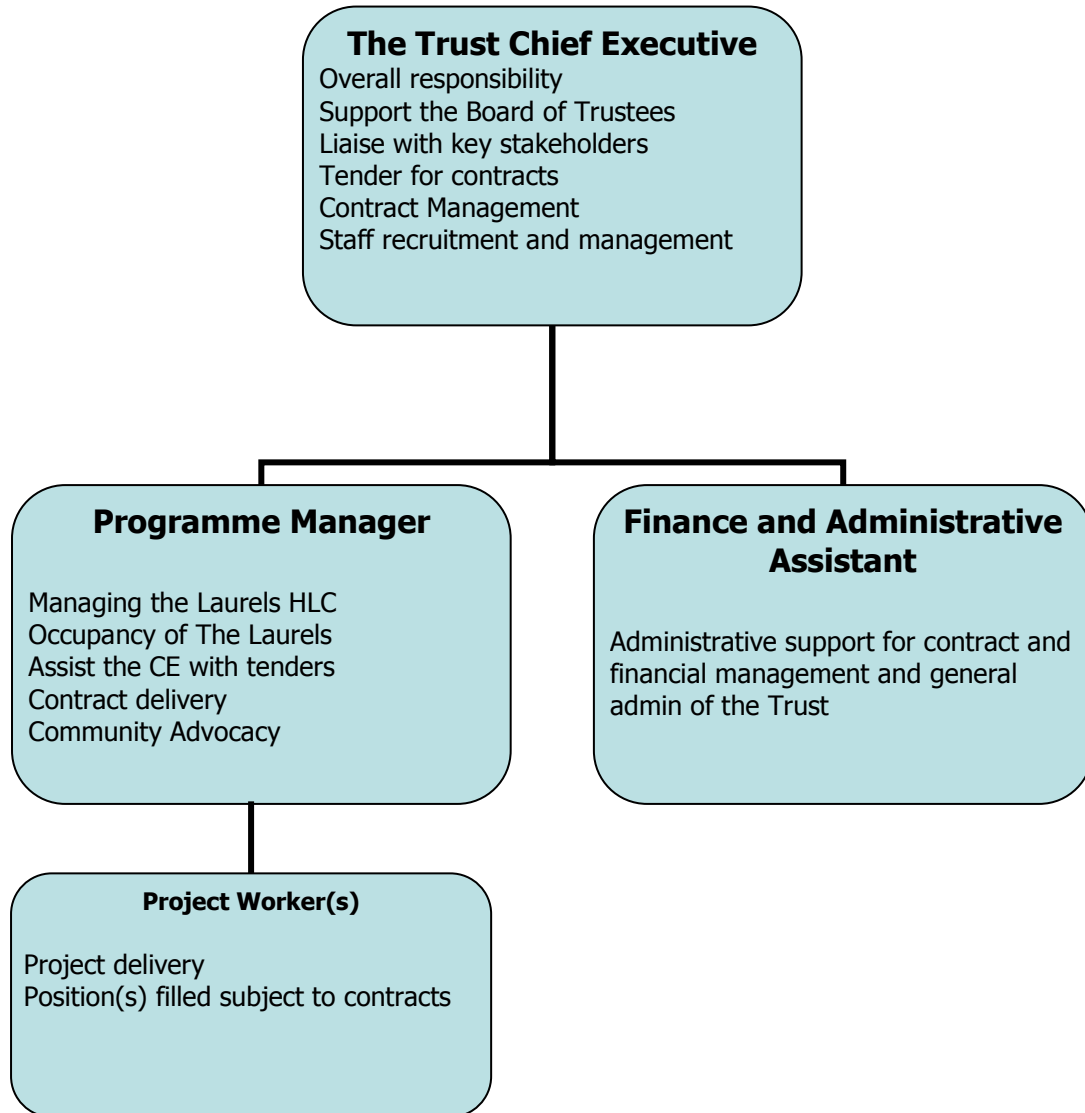 The Trust Chief Executive
Overall responsibility
Support the Board of Trustees
Liaise with key stakeholders
Tender for contracts
Contract Management
Staff recruitment and management
Programme Manager
Managing the Laurels HLC
Occupancy of The Laurels
Assist the CE with tenders
Contract delivery
Community Advocacy
Finance and Administrative
Assistant
Administrative support for contract and
financial management and general
admin of the Trust
Project Worker(s)
Project delivery
Position(s) filled subject to contracts